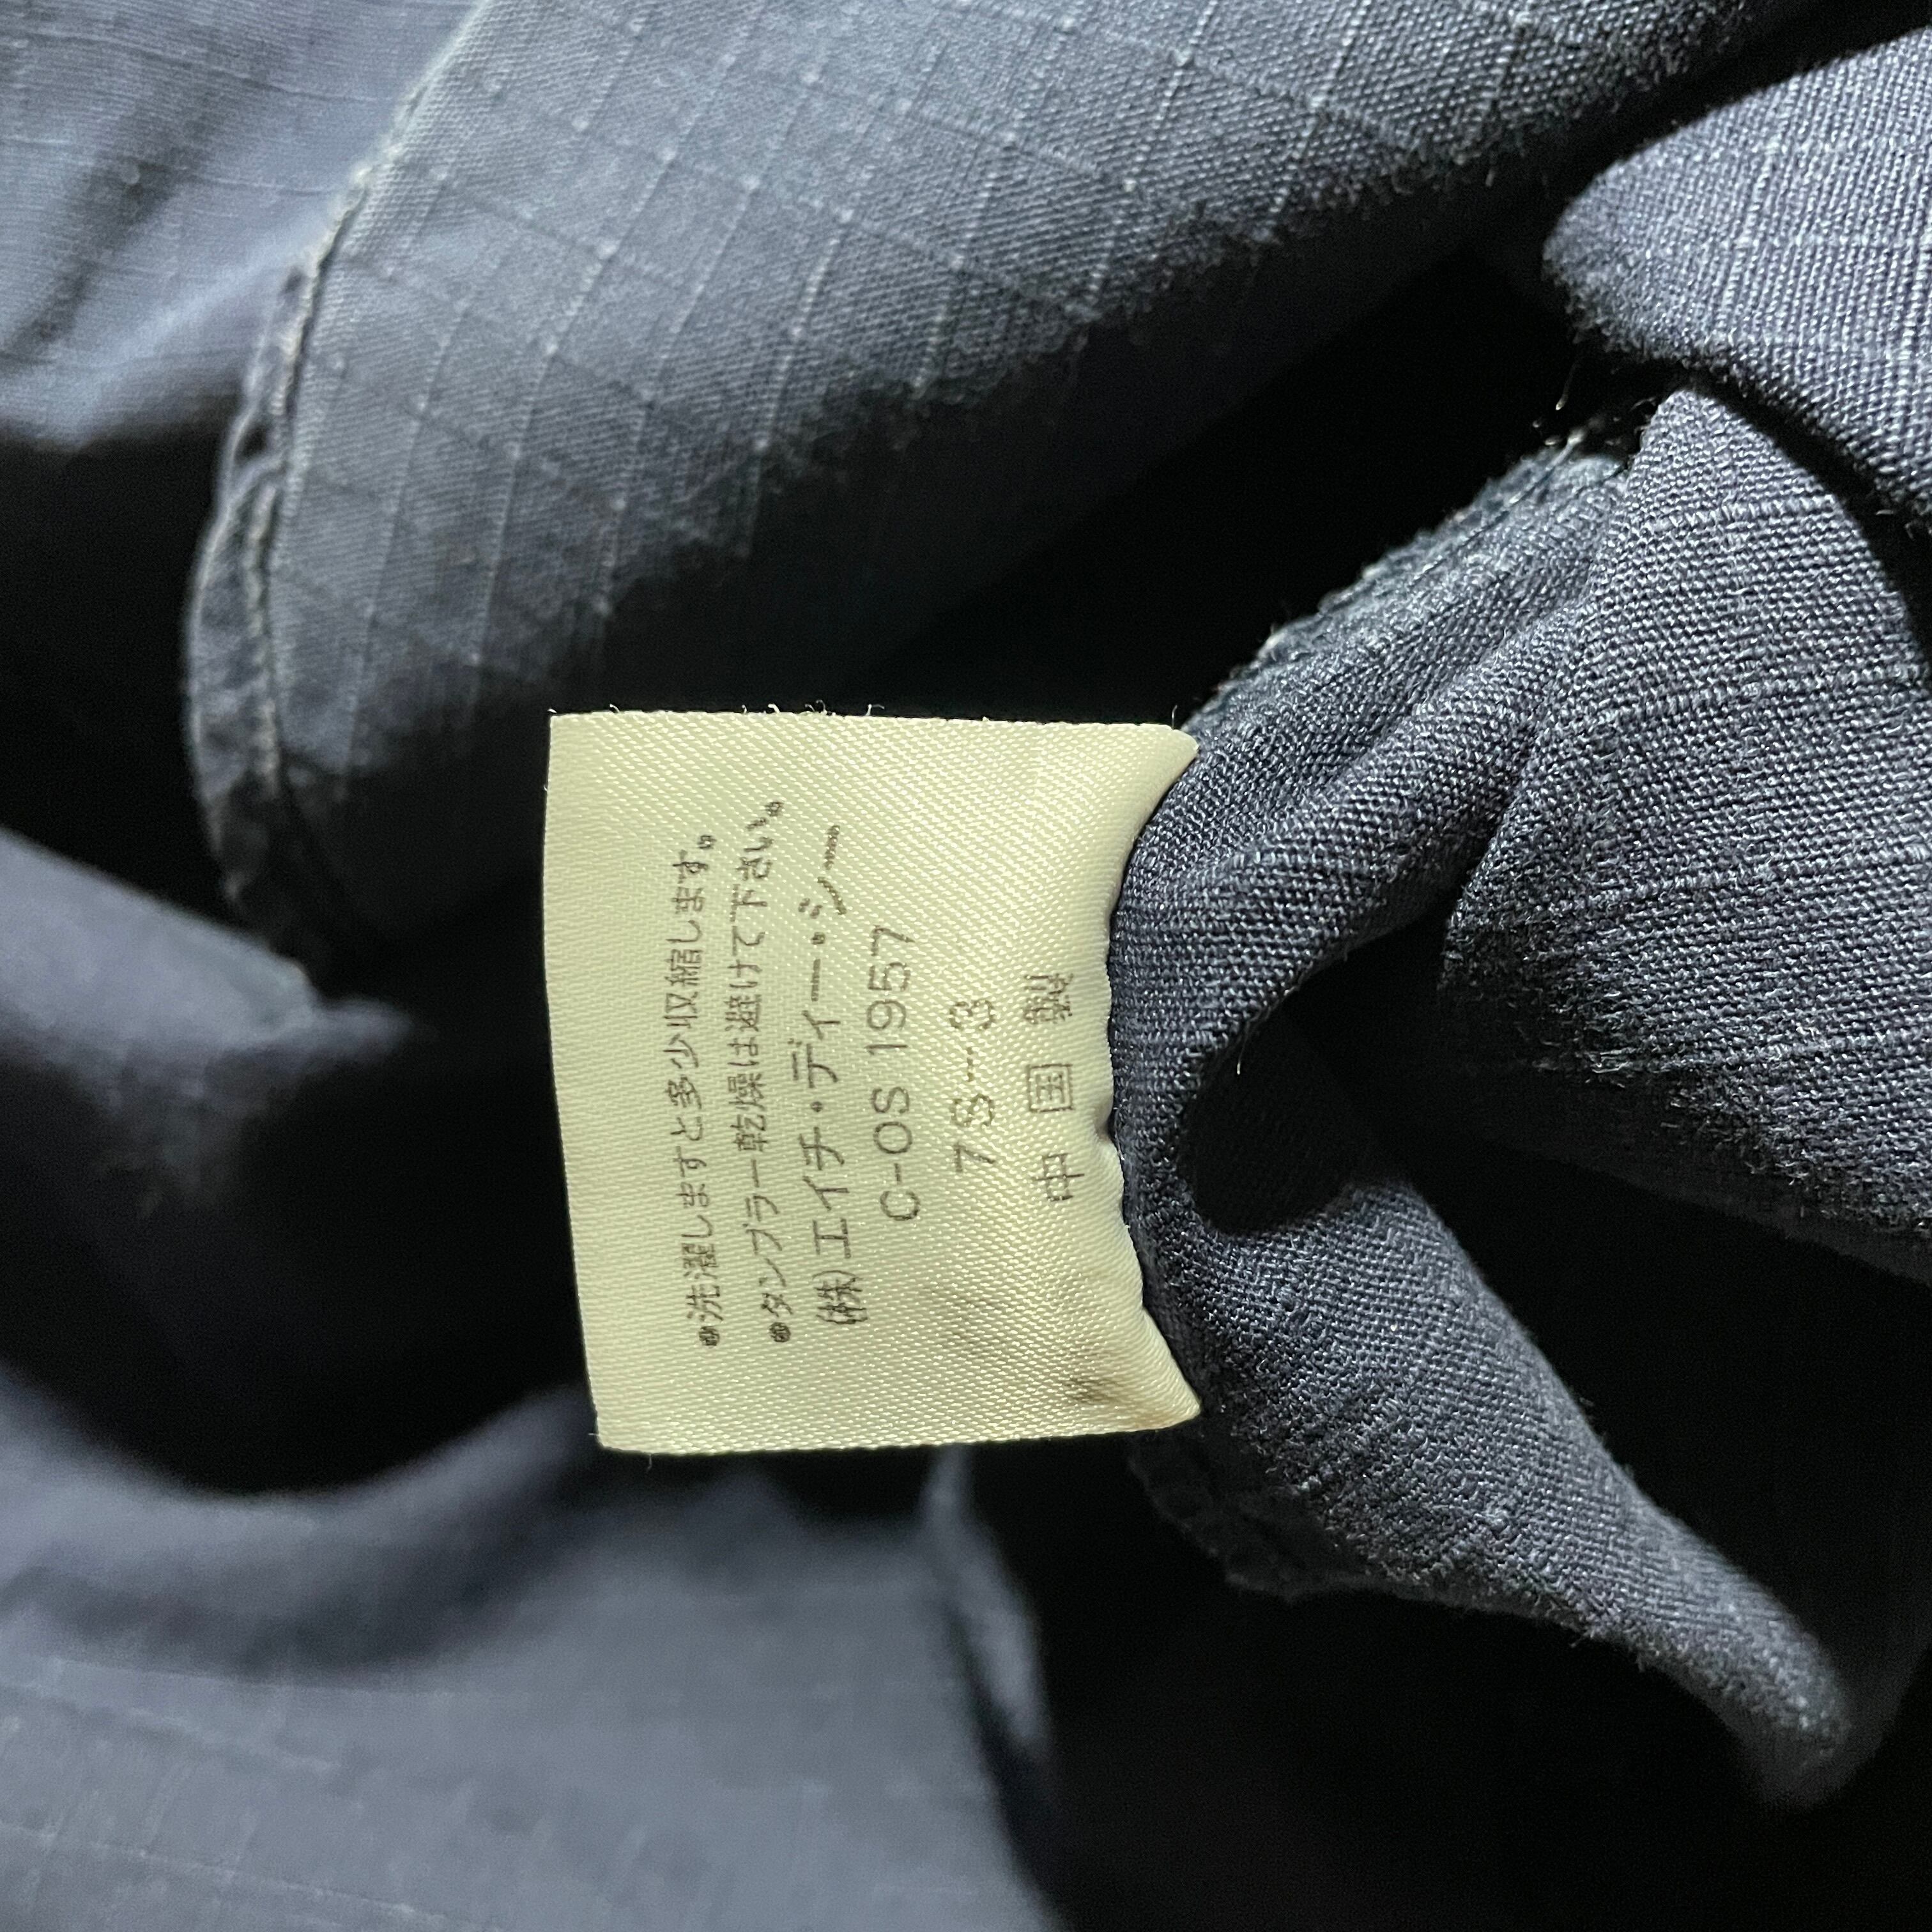 ●洗濯しますと多少収縮します。
●タンブラー乾燥は避けて下さい。
(株)エイチ・ディー・ジー
C-OS 1957
7S-3
中国製